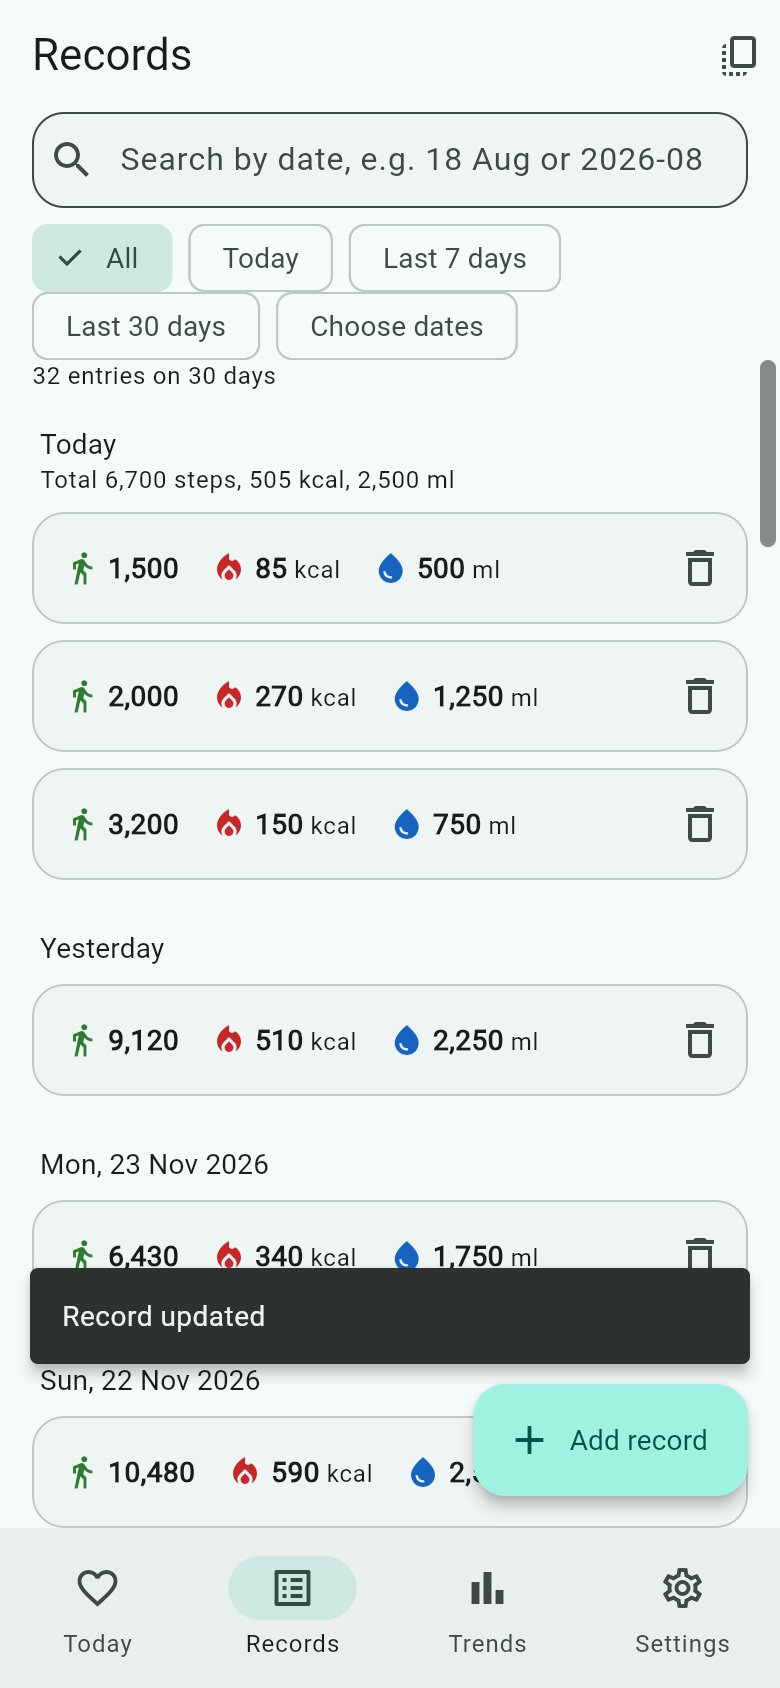 Records
Search by date, e.g. 18 Aug or 2026-08
All Today Last 7 days
Last 30 days Choose dates
32 entries on 30 days
Today
Total 6,700 steps, 505 kcal, 2,500 ml
1,500 85 kcal 500 ml
2,000 270 kcal 1,250 ml
3,200 150 kcal 750 ml
Yesterday
9,120 510 kcal 2,250 ml
Mon, 23 Nov 2026
6,430 340 kcal 1,750 ml
Record updated
Sun, 22 Nov 2026
Add record
10,480 590 kcal
Today Records Trends Settings